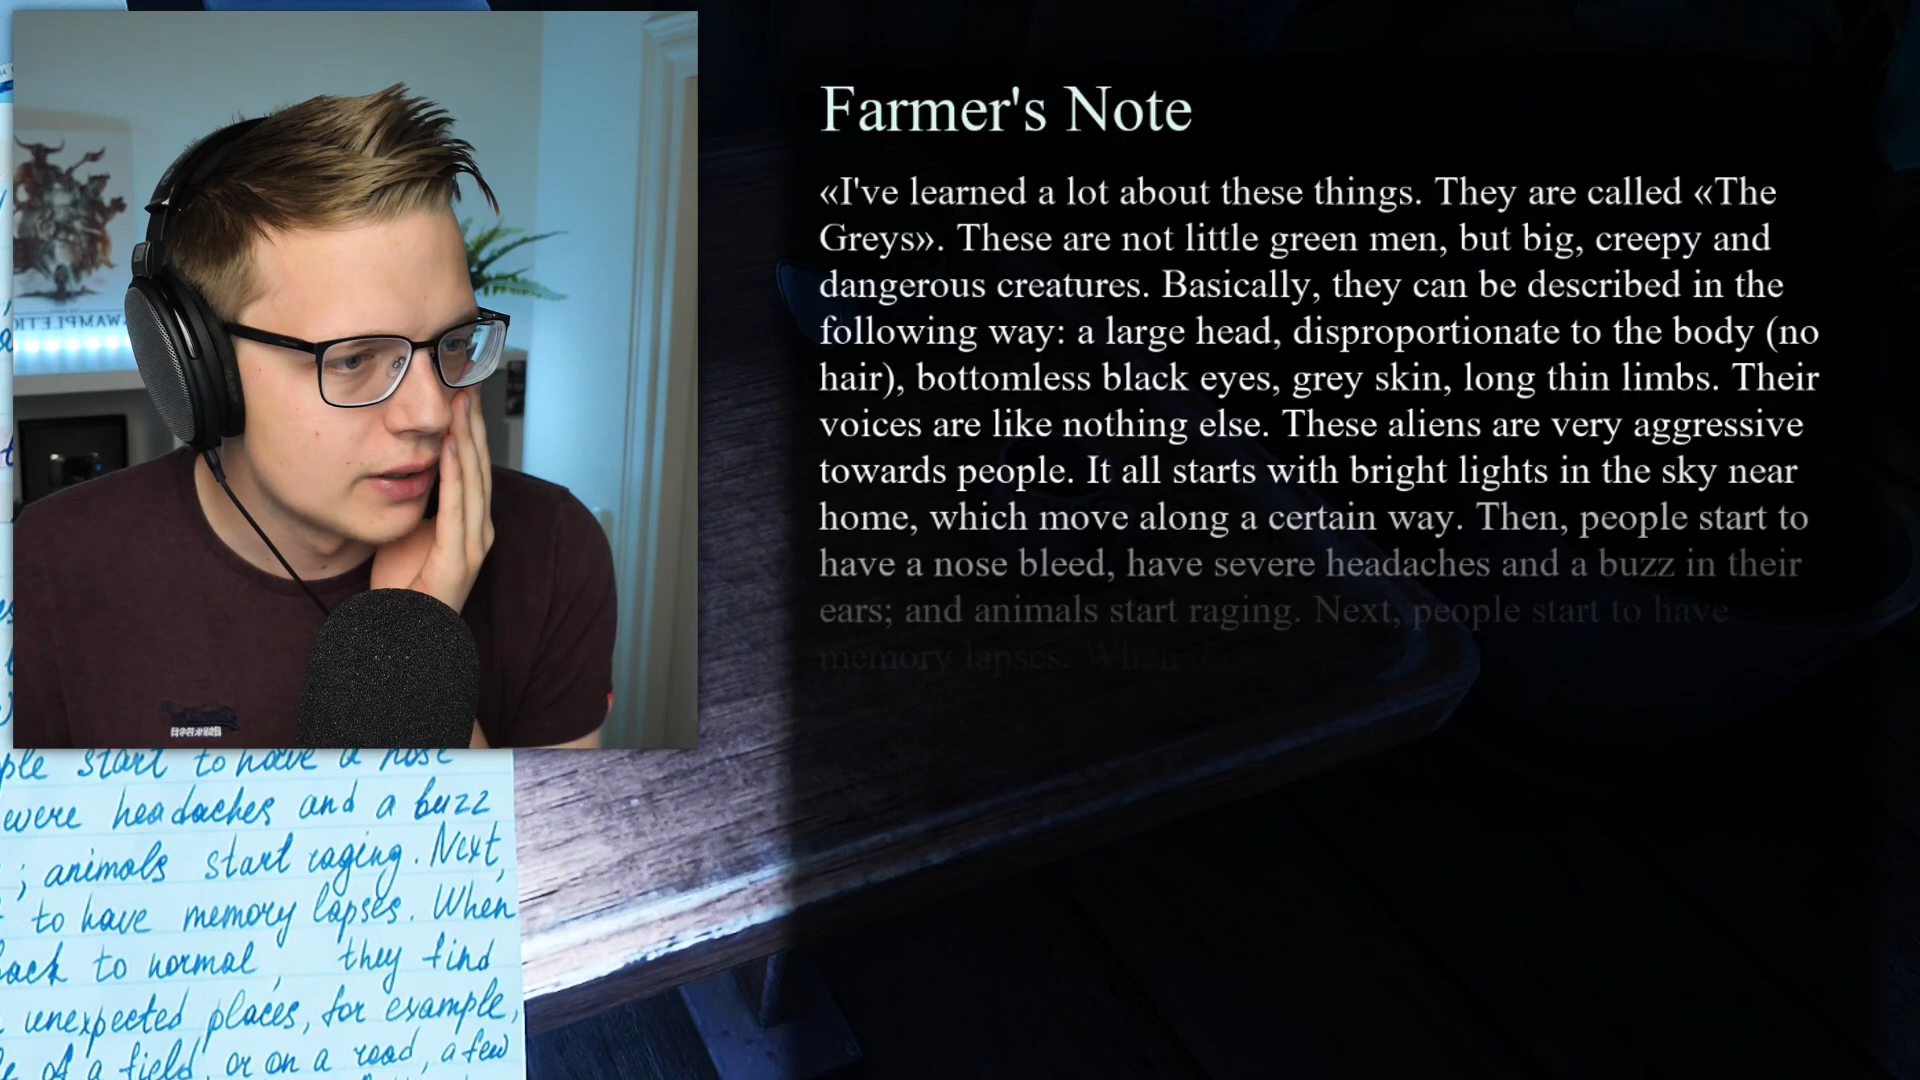 Farmer's Note
«I've learned a lot about these things. They are called «The
Greys». These are not little green men, but big, creepy and
dangerous creatures. Basically, they can be described in the
following way: a large head, disproportionate to the body (no
hair), bottomless black eyes, grey skin, long thin limbs. Their
voices are like nothing else. These aliens are very aggressive
towards people. It all starts with bright lights in the sky near
home, which move along a certain way. Then, people start to
have a nose bleed, have severe headaches and a buzz in their
ears; and animals start raging. Next, people start to have
memory lapses. When
ple start to have a nose
evere headaches and a buzz
; animals start raging. Next,
to have memory lapses. When
back to normal, they find
unexpected places, for example,
of a field, or on a road, a few